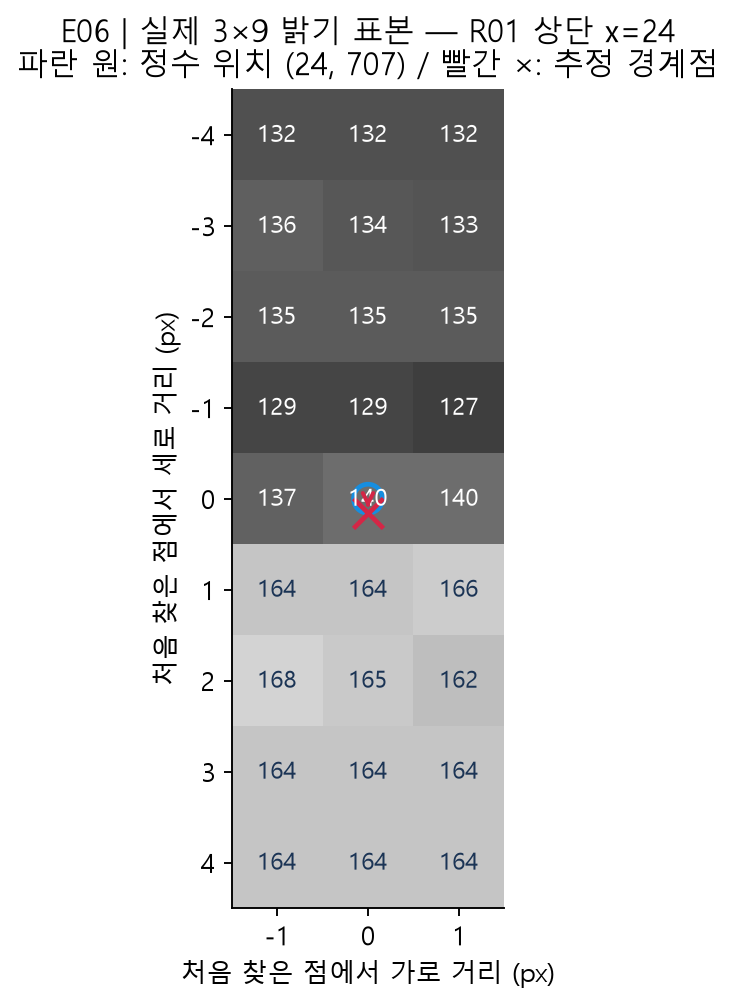 E06 | 실제 3×9 밝기 표본 — R01 상단 x=24
파란 원: 정수 위치 (24, 707) / 빨간 ×: 추정 경계점
처음 찾은 점에서 세로 거리 (px)
-4 132 132 132
-3 136 134 133
-2 135 135 135
-1 129 129 127
0 137 140 140
1 164 164 166
2 168 165 162
3 164 164 164
4 164 164 164
-1 0 1
처음 찾은 점에서 가로 거리 (px)